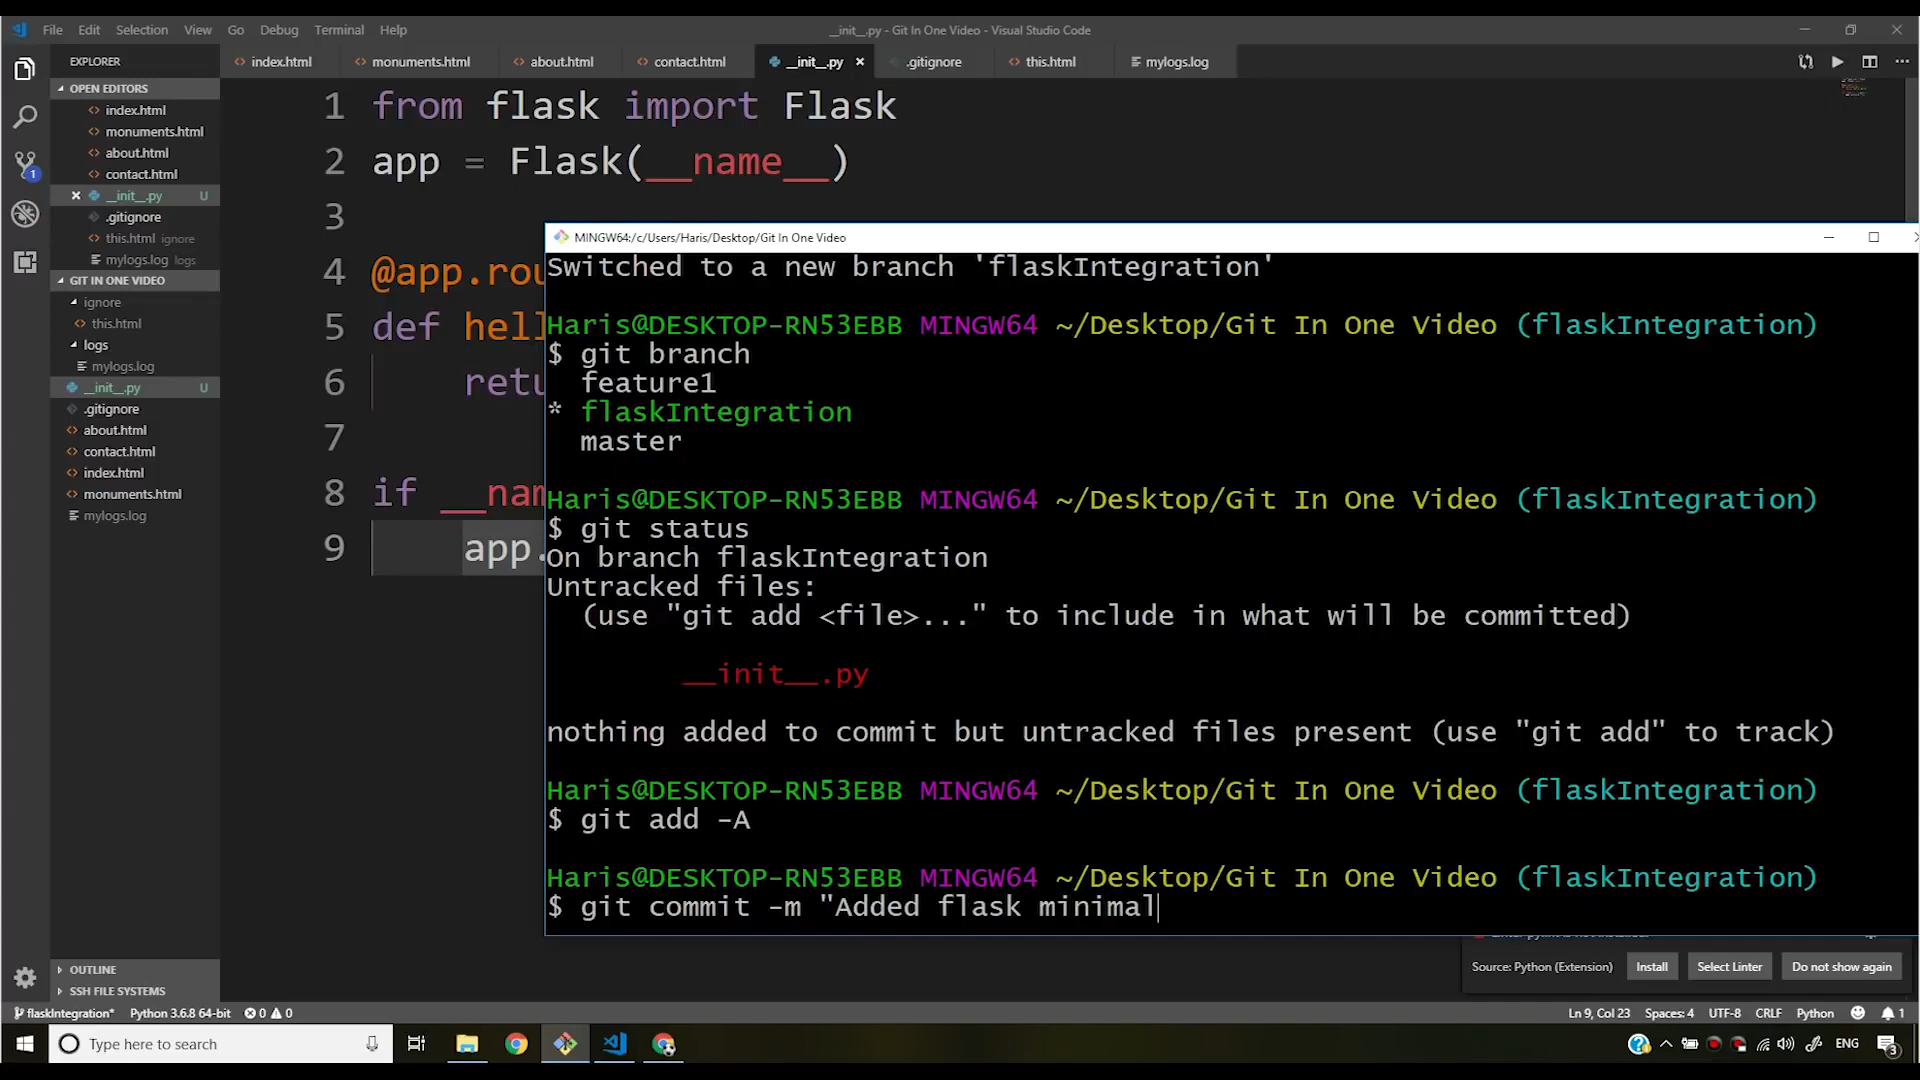 File Edit Selection View Go Debug Terminal Help
__init__.py - Git In One Video - Visual Studio Code
EXPLORER
index.html
monuments.html
about.html
contact.html
__init__.py
.gitignore
this.html
mylogs.log
OPEN EDITORS
index.html
monuments.html
about.html
contact.html
__init__.py U
.gitignore
this.html ignore
mylogs.log logs
GIT IN ONE VIDEO
ignore
this.html
logs
mylogs.log
__init__.py U
.gitignore
about.html
contact.html
index.html
monuments.html
mylogs.log
OUTLINE
SSH FILE SYSTEMS
1
1 from flask import Flask
2 app = Flask(__name__)
3
4 @app.rou
5 def hell
6 retu
7
8 if __nam
9 app.
MINGW64:/c/Users/Haris/Desktop/Git In One Video
Switched to a new branch 'flaskIntegration'
Haris@DESKTOP-RN53EBB MINGW64 ~/Desktop/Git In One Video (flaskIntegration)
$ git branch
feature1
* flaskIntegration
master
Haris@DESKTOP-RN53EBB MINGW64 ~/Desktop/Git In One Video (flaskIntegration)
$ git status
On branch flaskIntegration
Untracked files:
(use "git add <file>..." to include in what will be committed)
__init__.py
nothing added to commit but untracked files present (use "git add" to track)
Haris@DESKTOP-RN53EBB MINGW64 ~/Desktop/Git In One Video (flaskIntegration)
$ git add -A
Haris@DESKTOP-RN53EBB MINGW64 ~/Desktop/Git In One Video (flaskIntegration)
$ git commit -m "Added flask minimal
Source: Python (Extension) Install Select Linter Do not show again
flaskIntegration* Python 3.6.8 64-bit 0 0
Ln 9, Col 23 Spaces: 4 UTF-8 CRLF Python 1
Type here to search
ENG
3